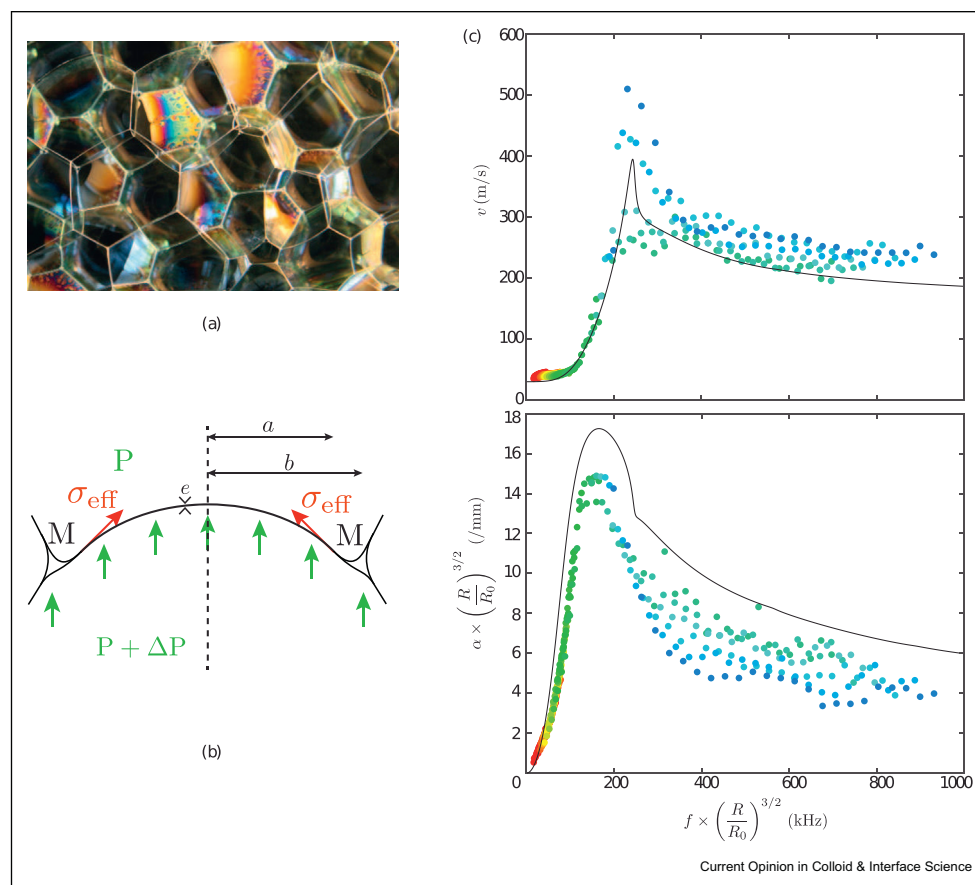 (a)
P
σeff
e
a
b
σeff
M
M
P + ΔP
(b)
(c)
600
500
400
300
200
100
0
v (m/s)
18
16
14
12
10
8
6
4
2
0
α × (R/R₀)^3/2 (/mm)
200
400
600
800
1000
f × (R/R₀)^3/2 (kHz)
Current Opinion in Colloid & Interface Science